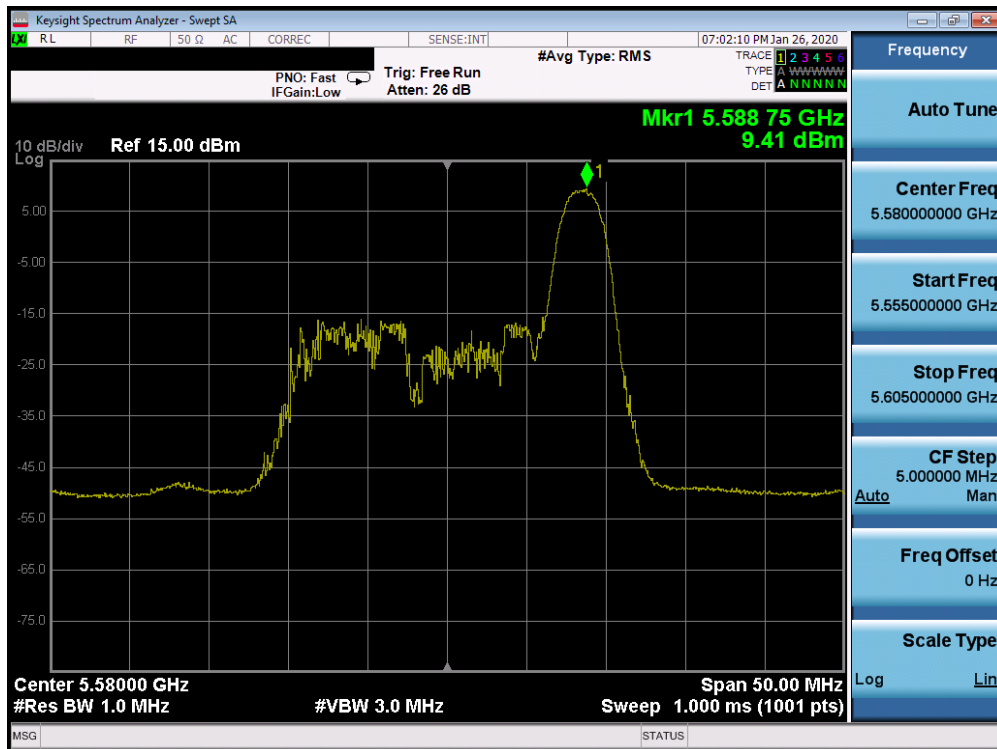 Keysight Spectrum Analyzer - Swept SA
LXI RL RF 50 Ω AC CORREC SENSE:INT 07:02:10 PM Jan 26, 2020
#Avg Type: RMS
TRACE 1 2 3 4 5 6
TYPE A WWWWW
DET A N N N N N
PNO: Fast
IFGain:Low
Trig: Free Run
Atten: 26 dB
Mkr1 5.588 75 GHz
9.41 dBm
10 dB/div
Log
Ref 15.00 dBm
1
5.00
-5.00
-15.0
-25.0
-35.0
-45.0
-55.0
-65.0
-75.0
Center 5.58000 GHz
Span 50.00 MHz
#Res BW 1.0 MHz
#VBW 3.0 MHz
Sweep 1.000 ms (1001 pts)
MSG
STATUS
Frequency
Auto Tune
Center Freq
5.580000000 GHz
Start Freq
5.555000000 GHz
Stop Freq
5.605000000 GHz
CF Step
5.000000 MHz
Auto Man
Freq Offset
0 Hz
Scale Type
Log Lin